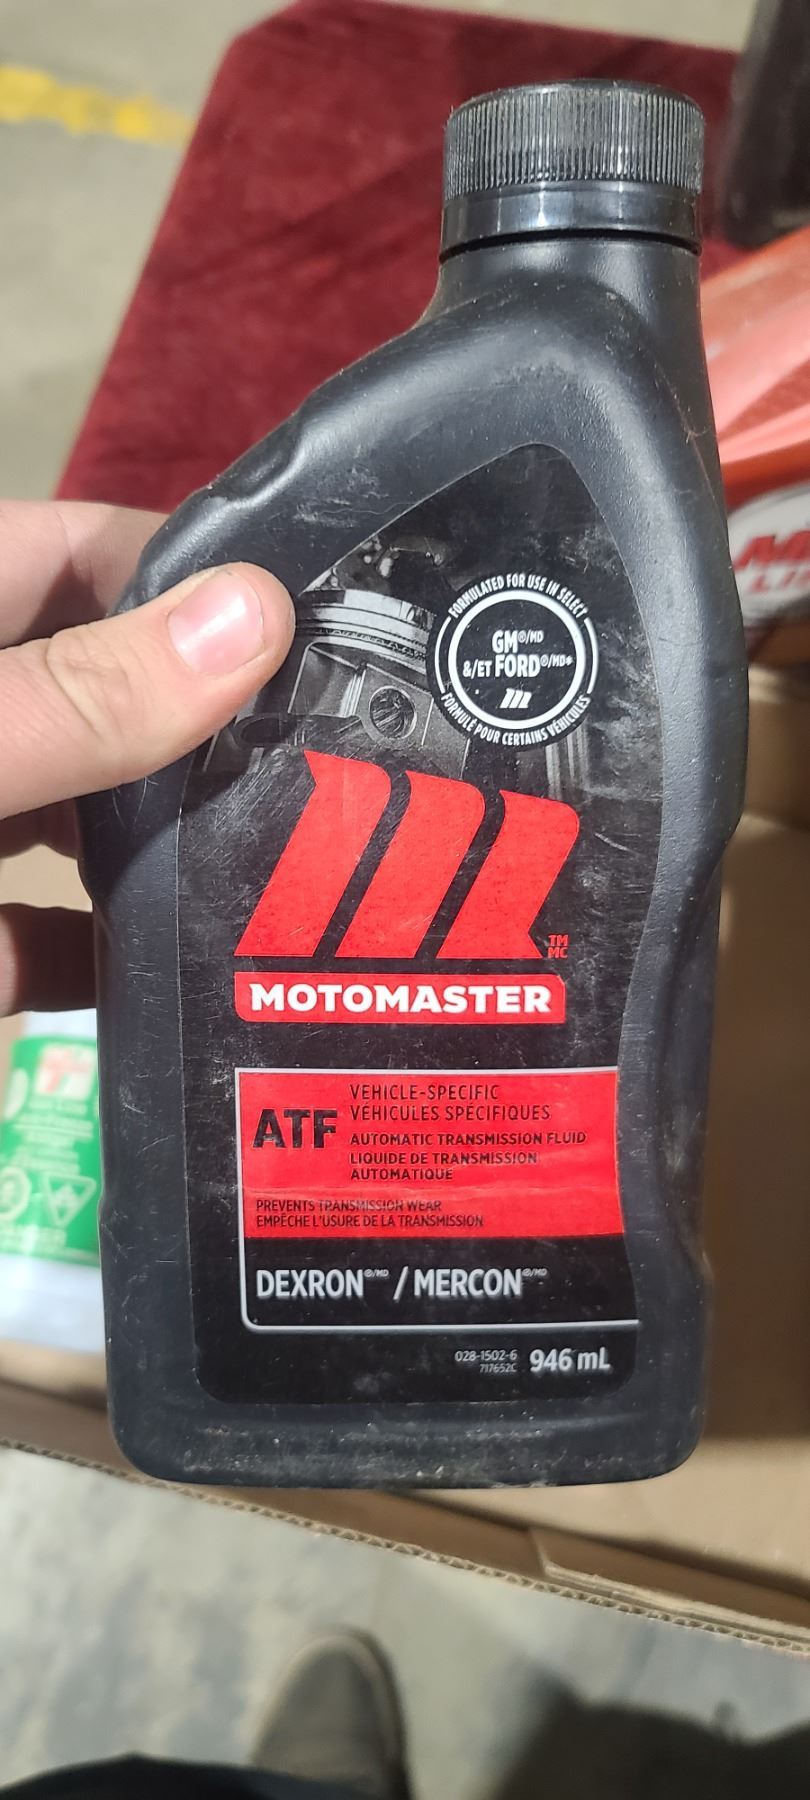 FORMULATED FOR USE IN SELECT
GM®/MD
&/ET FORD®/MD*
FORMULÉ POUR CERTAINS VÉHICULES
TM
MC
MOTOMASTER
ATF
VEHICLE-SPECIFIC
VÉHICULES SPÉCIFIQUES
AUTOMATIC TRANSMISSION FLUID
LIQUIDE DE TRANSMISSION
AUTOMATIQUE
PREVENTS TRANSMISSION WEAR
EMPÊCHE L'USURE DE LA TRANSMISSION
DEXRON®/MD / MERCON®/MD
028-1502-6
717652C
946 mL